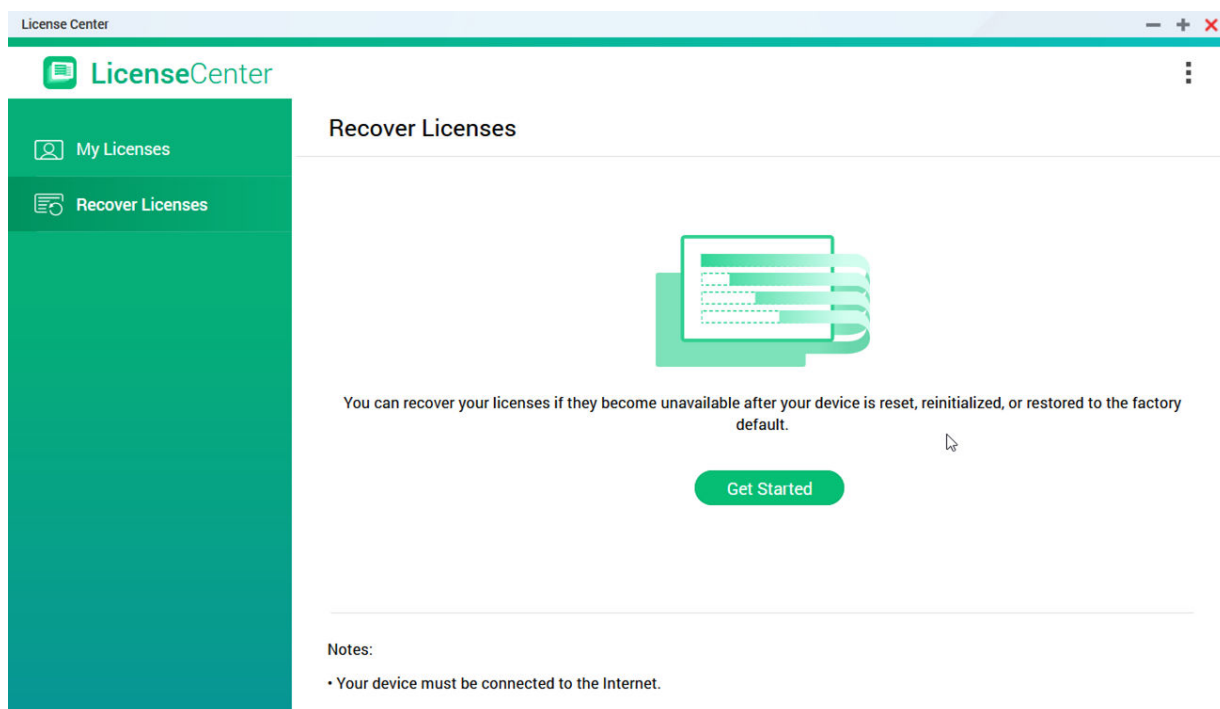 License Center
LicenseCenter
My Licenses
Recover Licenses
Recover Licenses
You can recover your licenses if they become unavailable after your device is reset, reinitialized, or restored to the factory
default.
Get Started
Notes:
• Your device must be connected to the Internet.